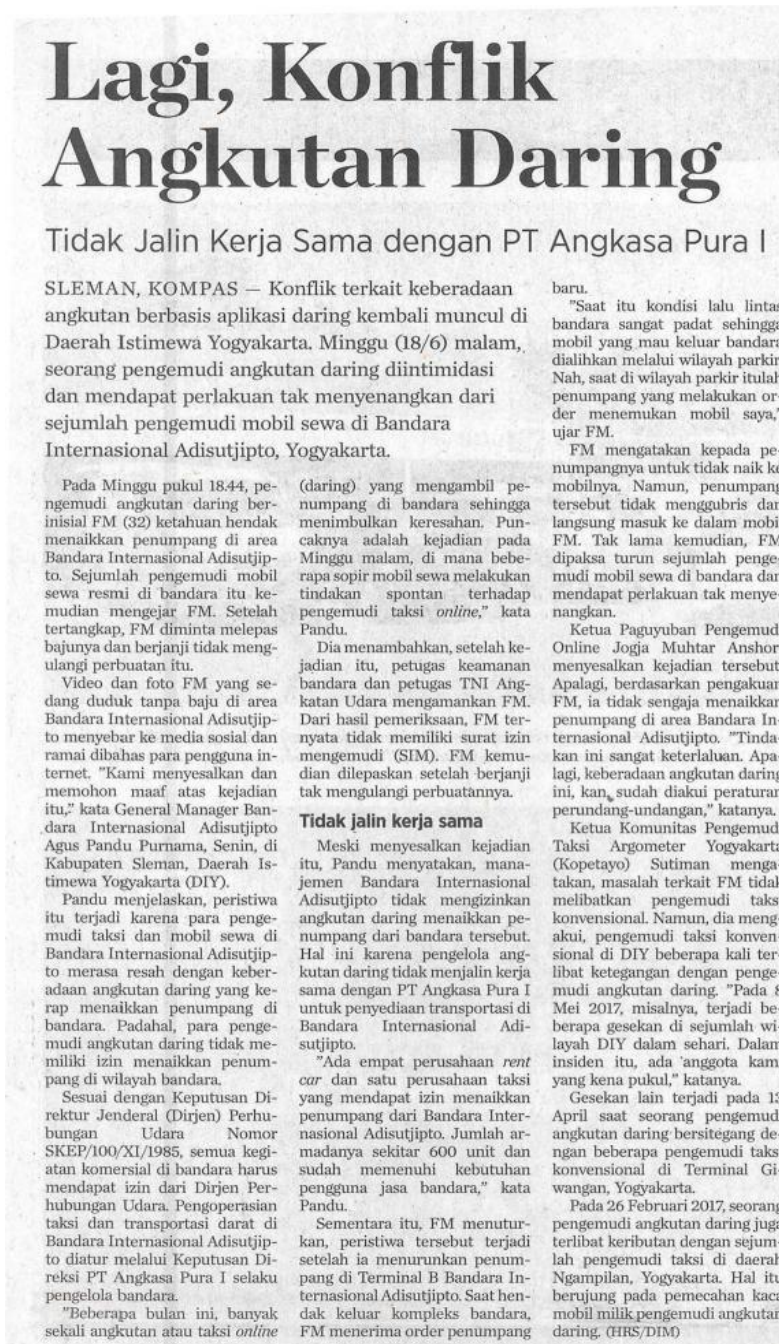 Lagi, Konflik
Angkutan Daring
Tidak Jalin Kerja Sama dengan PT Angkasa Pura I
SLEMAN, KOMPAS — Konflik terkait keberadaan
angkutan berbasis aplikasi daring kembali muncul di
Daerah Istimewa Yogyakarta. Minggu (18/6) malam,
seorang pengemudi angkutan daring diintimidasi
dan mendapat perlakuan tak menyenangkan dari
sejumlah pengemudi mobil sewa di Bandara
Internasional Adisutjipto, Yogyakarta.
Pada Minggu pukul 18.44, pe-
ngemudi angkutan daring ber-
inisial FM (32) ketahuan hendak
menaikkan penumpang di area
Bandara Internasional Adisutjip-
to. Sejumlah pengemudi mobil
sewa resmi di bandara itu ke-
mudian mengejar FM. Setelah
tertangkap, FM diminta melepas
bajunya dan berjanji tidak meng-
ulangi perbuatan itu.
Video dan foto FM yang se-
dang duduk tanpa baju di area
Bandara Internasional Adisutjip-
to menyebar ke media sosial dan
ramai dibahas para pengguna in-
ternet. "Kami menyesalkan dan
memohon maaf atas kejadian
itu," kata General Manager Ban-
dara Internasional Adisutjipto
Agus Pandu Purnama, Senin, di
Kabupaten Sleman, Daerah Is-
timewa Yogyakarta (DIY).
Pandu menjelaskan, peristiwa
itu terjadi karena para penge-
mudi taksi dan mobil sewa di
Bandara Internasional Adisutjip-
to merasa resah dengan keber-
adaan angkutan daring yang ke-
rap menaikkan penumpang di
bandara. Padahal, para penge-
mudi angkutan daring tidak me-
miliki izin menaikkan penum-
pang di wilayah bandara.
Sesuai dengan Keputusan Di-
rektur Jenderal (Dirjen) Perhu-
bungan Udara Nomor
SKEP/100/XI/1985, semua kegi-
atan komersial di bandara harus
mendapat izin dari Dirjen Per-
hubungan Udara. Pengoperasian
taksi dan transportasi darat di
Bandara Internasional Adisutjip-
to diatur melalui Keputusan Di-
reksi PT Angkasa Pura I selaku
pengelola bandara.
"Beberapa bulan ini, banyak
sekali angkutan atau taksi online
(daring) yang mengambil pe-
numpang di bandara sehingga
menimbulkan keresahan. Pun-
caknya adalah kejadian pada
Minggu malam, di mana bebe-
rapa sopir mobil sewa melakukan
tindakan spontan terhadap
pengemudi taksi online," kata
Pandu.
Dia menambahkan, setelah ke-
jadian itu, petugas keamanan
bandara dan petugas TNI Ang-
katan Udara mengamankan FM.
Dari hasil pemeriksaan, FM ter-
nyata tidak memiliki surat izin
mengemudi (SIM). FM kemu-
dian dilepaskan setelah berjanji
tak mengulangi perbuatannya.
Tidak jalin kerja sama
Meski menyesalkan kejadian
itu, Pandu menyatakan, mana-
jemen Bandara Internasional
Adisutjipto tidak mengizinkan
angkutan daring menaikkan pe-
numpang dari bandara tersebut.
Hal ini karena pengelola ang-
kutan daring tidak menjalin kerja
sama dengan PT Angkasa Pura I
untuk penyediaan transportasi di
Bandara Internasional Adi-
sutjipto.
"Ada empat perusahaan rent
car dan satu perusahaan taksi
yang mendapat izin menaikkan
penumpang dari Bandara Inter-
nasional Adisutjipto. Jumlah ar-
madanya sekitar 600 unit dan
sudah memenuhi kebutuhan
pengguna jasa bandara," kata
Pandu.
Sementara itu, FM menutur-
kan, peristiwa tersebut terjadi
setelah ia menurunkan penum-
pang di Terminal B Bandara In-
ternasional Adisutjipto. Saat hen-
dak keluar kompleks bandara,
FM menerima order penumpang
baru.
"Saat itu kondisi lalu lintas
bandara sangat padat sehingga
mobil yang mau keluar bandara
dialihkan melalui wilayah parkir
Nah, saat di wilayah parkir itulah
penumpang yang melakukan or-
der menemukan mobil saya,"
ujar FM.
FM mengatakan kepada pe-
numpangnya untuk tidak naik ke
mobilnya. Namun, penumpang
tersebut tidak menggubris dan
langsung masuk ke dalam mobil
FM. Tak lama kemudian, FM
dipaksa turun sejumlah penge-
mudi mobil sewa di bandara dan
mendapat perlakuan tak menye-
nangkan.
Ketua Paguyuban Pengemudi
Online Jogja Muhtar Anshor
menyesalkan kejadian tersebut
Apalagi, berdasarkan pengakuan
FM, ia tidak sengaja menaikkan
penumpang di area Bandara In-
ternasional Adisutjipto. "Tinda-
kan ini sangat keterlaluan. Apa-
lagi, keberadaan angkutan daring
ini, kan, sudah diakui peraturan
perundang-undangan," katanya.
Ketua Komunitas Pengemudi
Taksi Argometer Yogyakarta
(Kopetayo) Sutiman menga-
takan, masalah terkait FM tidak
melibatkan pengemudi taksi
konvensional. Namun, dia meng-
akui, pengemudi taksi konven-
sional di DIY beberapa kali ter-
libat ketegangan dengan penge-
mudi angkutan daring. "Pada 8
Mei 2017, misalnya, terjadi be-
berapa gesekan di sejumlah wi-
layah DIY dalam sehari. Dalam
insiden itu, ada anggota kami
yang kena pukul," katanya.
Gesekan lain terjadi pada 13
April saat seorang pengemudi
angkutan daring bersitegang de-
ngan beberapa pengemudi taksi
konvensional di Terminal Gi-
wangan, Yogyakarta.
Pada 26 Februari 2017, seorang
pengemudi angkutan daring juga
terlibat keributan dengan sejum-
lah pengemudi taksi di daerah
Ngampilan, Yogyakarta. Hal itu
berujung pada pemecahan kaca
mobil milik pengemudi angkutan
daring. (HRS/DIM)